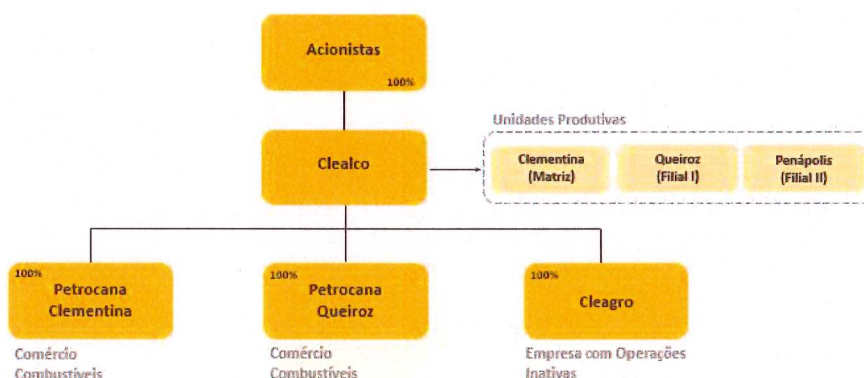 Acionistas
100%
Unidades Produtivas
Clealco
Clementina
(Matriz)
Queiroz
(Filial I)
Penápolis
(Filial II)
100%
Petrocana
Clementina
100%
Petrocana
Queiroz
100%
Cleagro
Comércio
Combustíveis
Comércio
Combustíveis
Empresa com Operações
Inativas